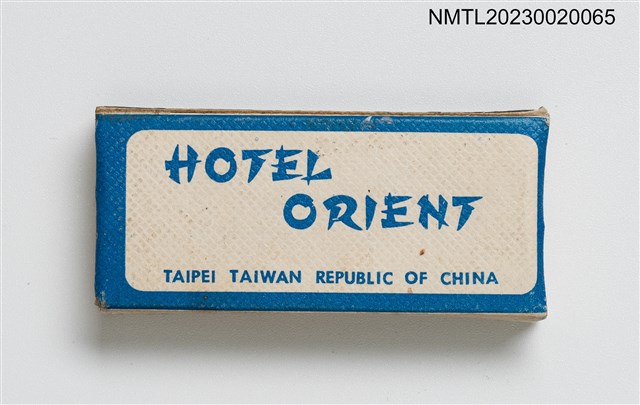 NMTL20230020065
HOTEL
ORIENT
TAIPEI TAIWAN REPUBLIC OF CHINA